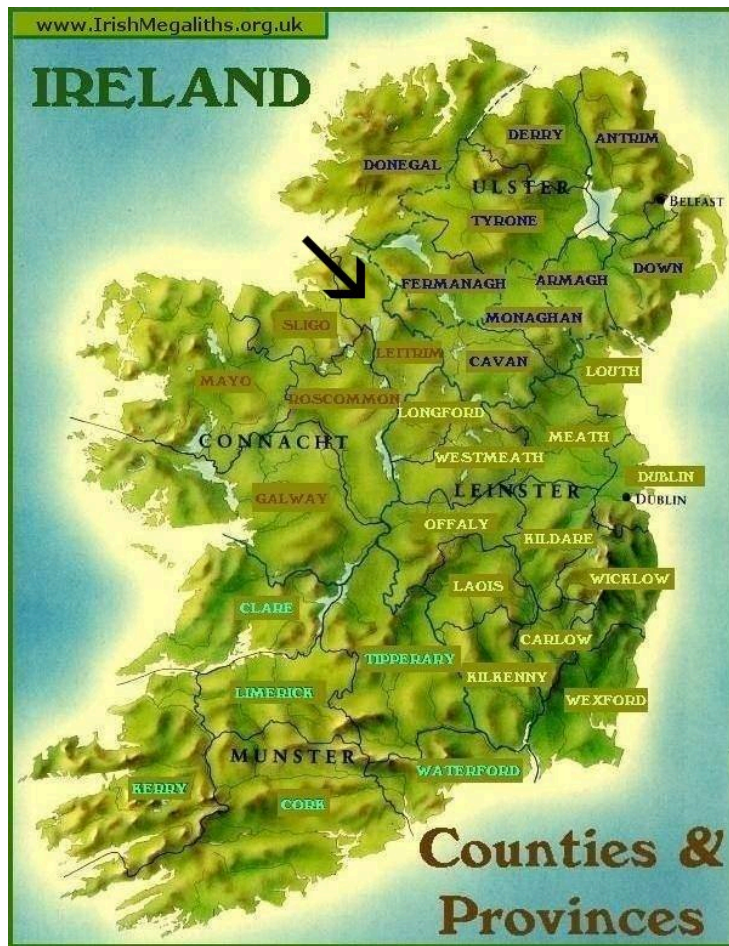 www.IrishMegaliths.org.uk
IRELAND
DERRY
ANTRIM
DONEGAL
ULSTER
BELFAST
TYRONE
DOWN
FERMANAGH
ARMAGH
MONAGHAN
SLIGO
LEITRIM
CAVAN
LOUTH
MAYO
ROSCOMMON
LONGFORD
CONNACHT
MEATH
WESTMEATH
DUBLIN
LEINSTER
DUBLIN
GALWAY
OFFALY
KILDARE
LAOIS
WICKLOW
CLARE
CARLOW
TIPPERARY
KILKENNY
LIMERICK
WEXFORD
MUNSTER
WATERFORD
KERRY
CORK
Counties &
Provinces